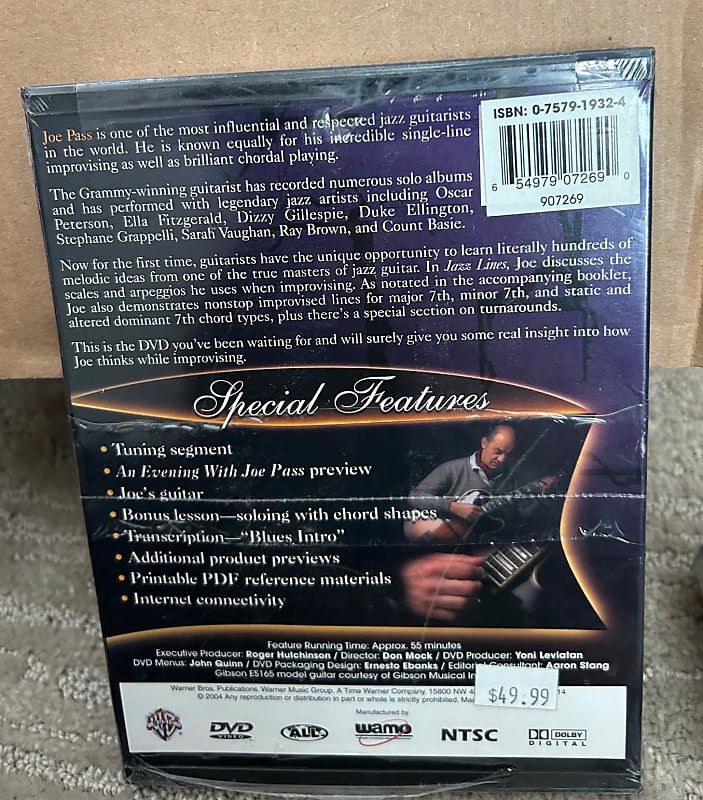 Joe Pass is one of the most influential and respected jazz guitarists
in the world. He is known equally for his incredible single-line
improvising as well as brilliant chordal playing.
The Grammy-winning guitarist has recorded numerous solo albums
and has performed with legendary jazz artists including Oscar
Peterson, Ella Fitzgerald, Dizzy Gillespie, Duke Ellington,
Stephane Grappelli, Sarah Vaughan, Ray Brown, and Count Basie.
ISBN: 0-7579-1932-4
6 54979 07269 0
907269
Now for the first time, guitarists have the unique opportunity to learn literally hundreds of
melodic ideas from one of the true masters of jazz guitar. In Jazz Lines, Joe discusses the
scales and arpeggios he uses when improvising. As notated in the accompanying booklet,
Joe also demonstrates nonstop improvised lines for major 7th, minor 7th, and static and
altered dominant 7th chord types, plus there's a special section on turnarounds.
This is the DVD you've been waiting for and will surely give you some real insight into how
Joe thinks while improvising.
Special Features
• Tuning segment
• An Evening With Joe Pass preview
• Joe's guitar
• Bonus lesson—soloing with chord shapes
• Transcription—"Blues Intro"
• Additional product previews
• Printable PDF reference materials
• Internet connectivity
Feature Running Time: Approx. 55 minutes
Executive Producer: Roger Hutchinson / Director: Don Mock / DVD Producer: Yoni Leviatan
DVD Menus: John Quinn / DVD Packaging Design: Ernesto Ebanks / Editorial Consultant: Aaron Stang
Gibson ES165 model guitar courtesy of Gibson Musical
Warner Bros. Publications. Warner Music Group, A Time Warner Company. 15800 NW 4 14
© 2004 Any reproduction or distribution in part or whole is strictly prohibited.
$49.99
Manufactured by
WB
DVD VIDEO
ALL
wamo
NTSC
DOLBY DIGITAL